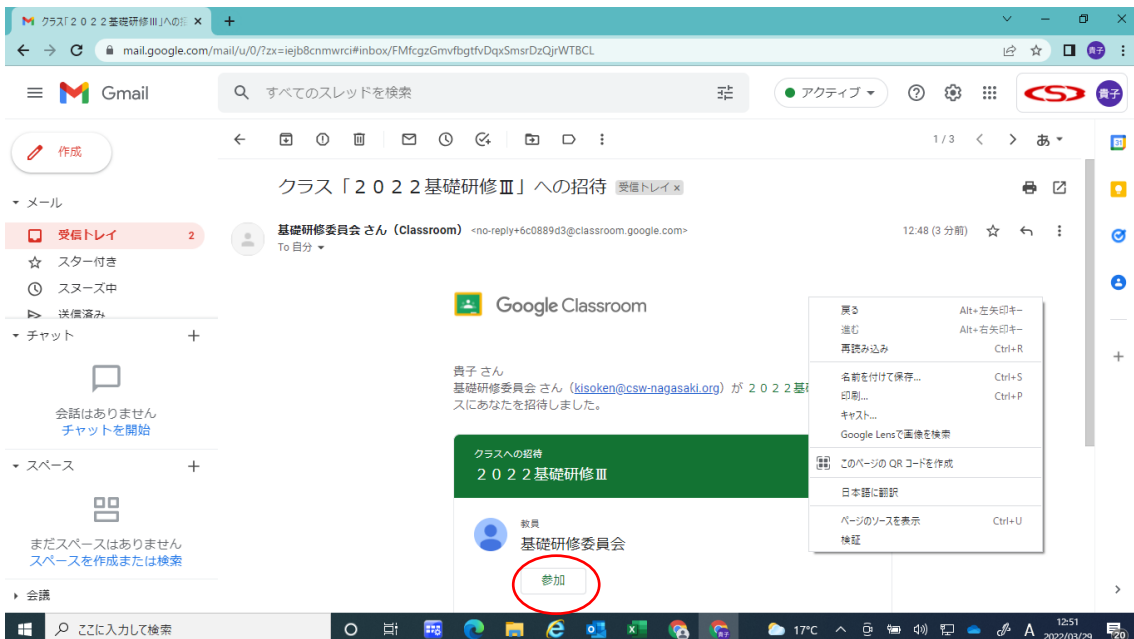 クラス「２０２２基礎研修Ⅲ」への招
mail.google.com/mail/u/0/?zx=iejb8cnmwrci#inbox/FMfcgzGmvfbgtfvDqxSmsrDzQjrWTBCL
貴子
Gmail
すべてのスレッドを検索
アクティブ
CSW
貴子
作成
1/3
あ
31
クラス「２０２２基礎研修Ⅲ」への招待 受信トレイ ×
メール
受信トレイ 2
スター付き
スヌーズ中
送信済み
基礎研修委員会 さん（Classroom） <no-reply+6c0889d3@classroom.google.com>
12:48 (3 分前)
To 自分
Google Classroom
チャット
会話はありません
チャットを開始
貴子 さん
基礎研修委員会 さん（kisoken@csw-nagasaki.org）が ２０２２基
スにあなたを招待しました。
クラスへの招待
２０２２基礎研修Ⅲ
教員
基礎研修委員会
参加
戻る Alt+左矢印キー
進む Alt+右矢印キー
再読み込み Ctrl+R
名前を付けて保存... Ctrl+S
印刷... Ctrl+P
キャスト...
Google Lensで画像を検索
このページの QR コードを作成
日本語に翻訳
ページのソースを表示 Ctrl+U
検証
スペース
まだスペースはありません
スペースを作成または検索
会議
ここに入力して検索
17°C
A
12:51
2022/03/29
20